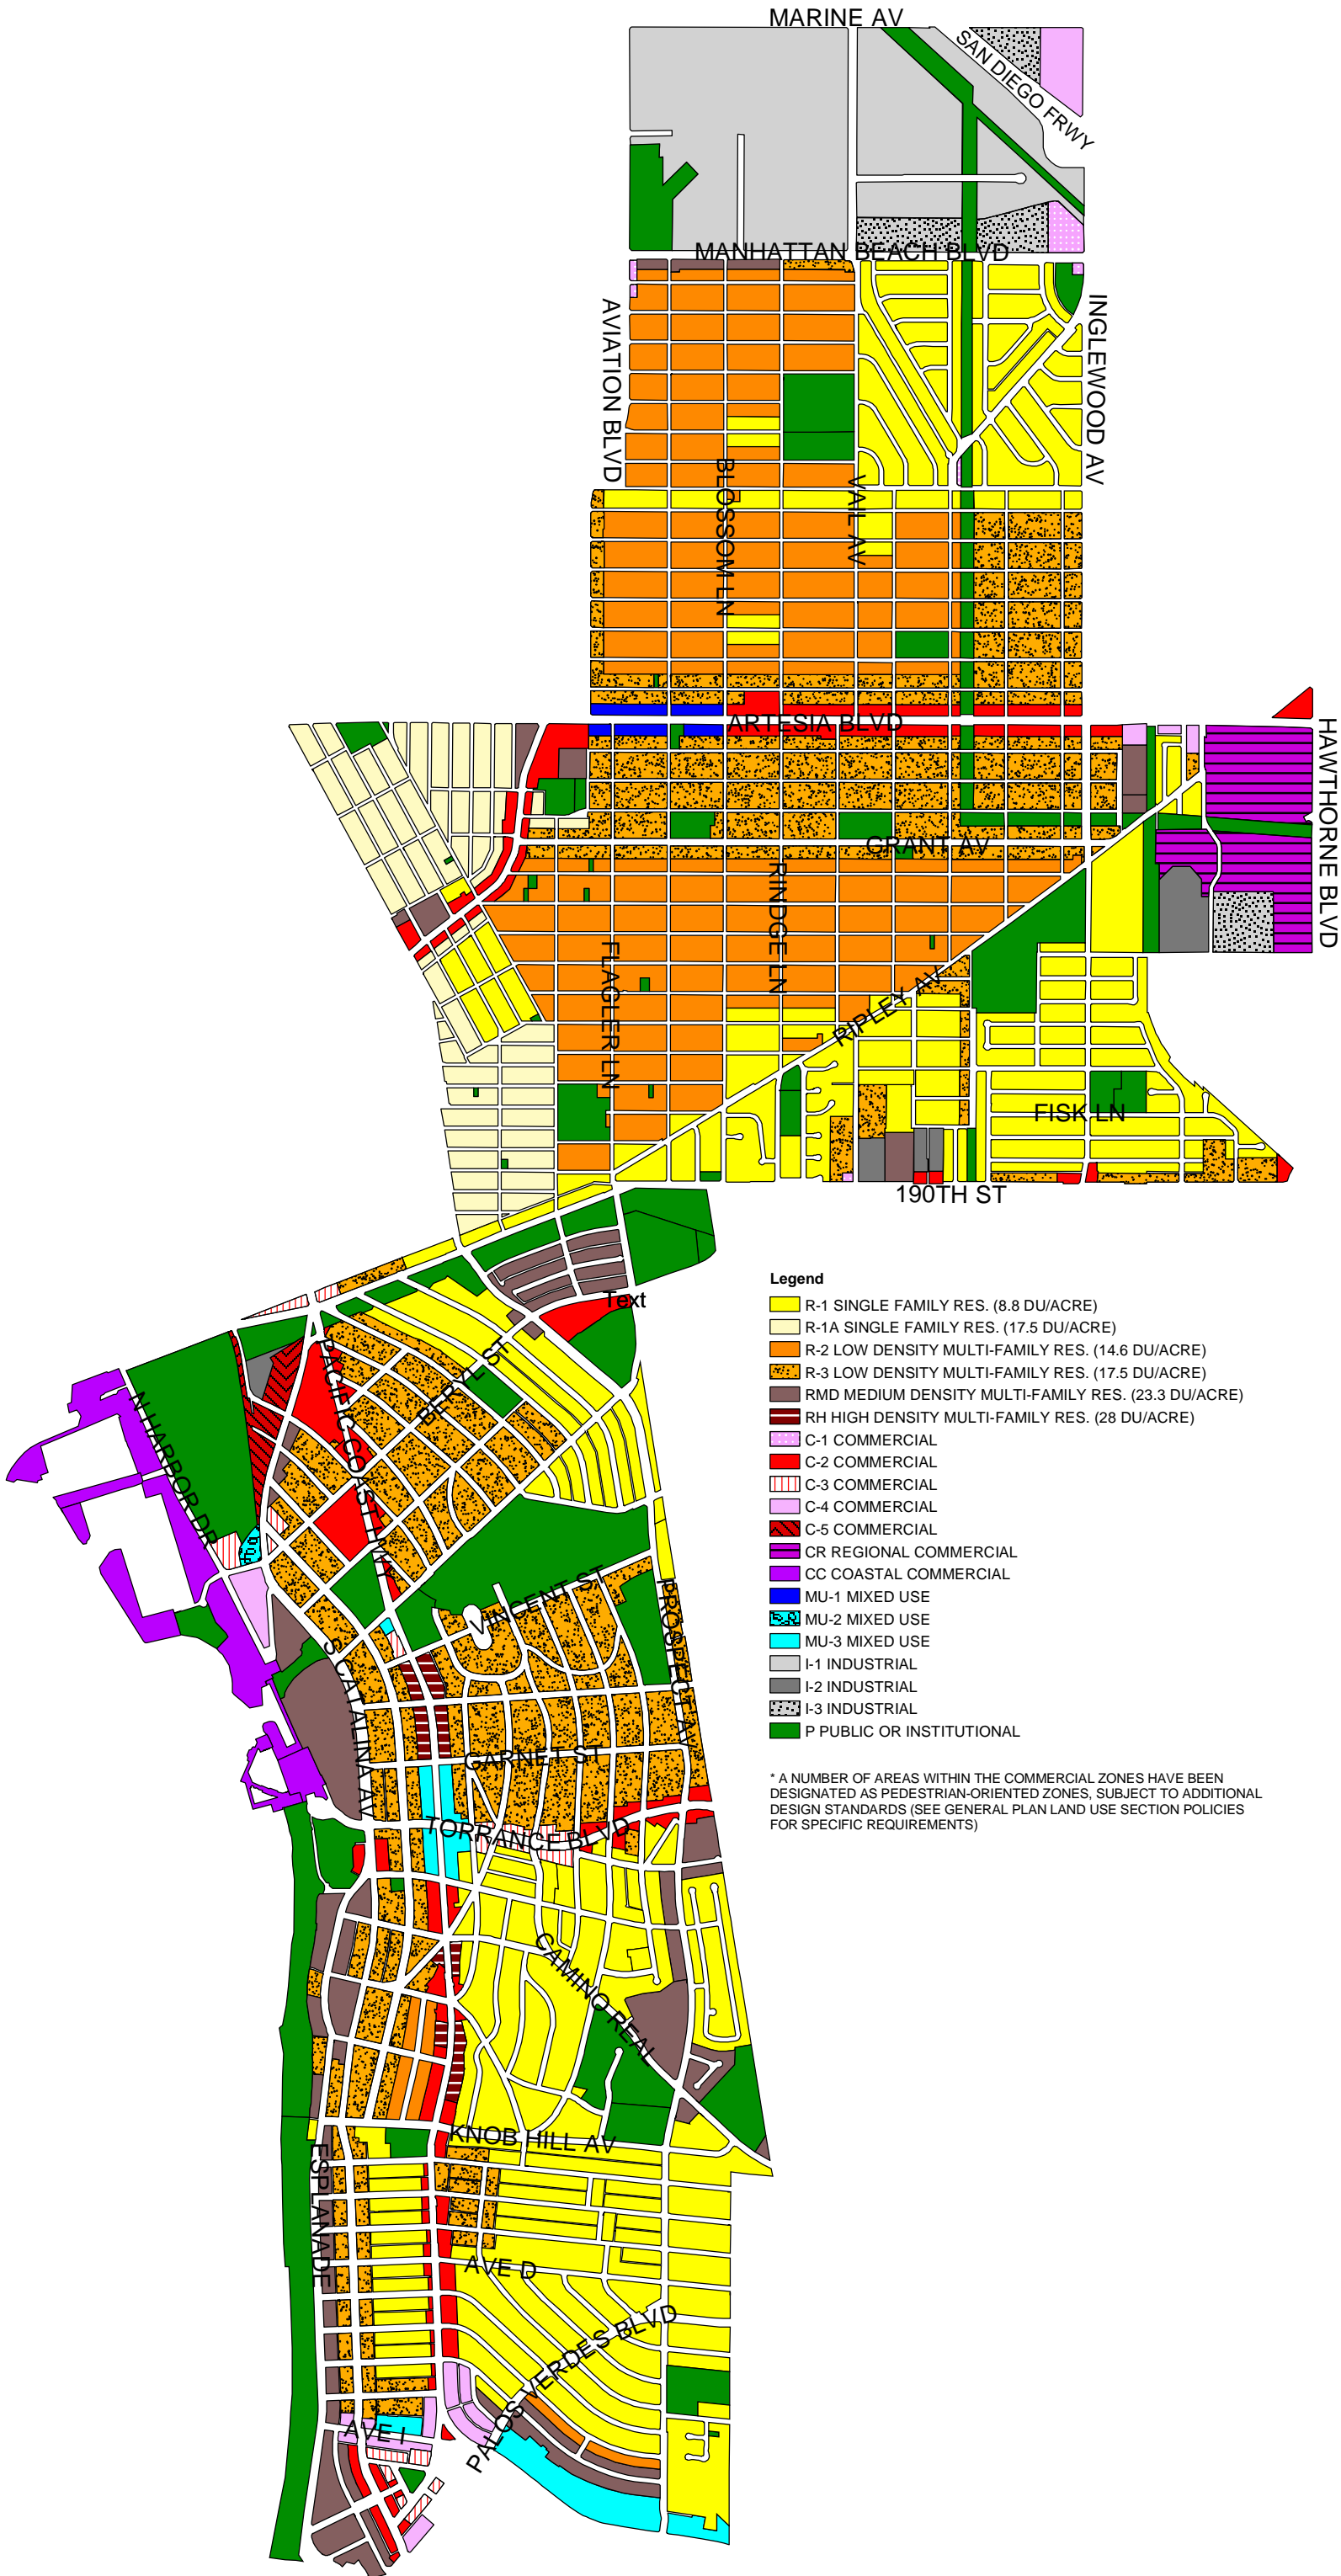 MARINE AV
SAN DIEGO FRWY
MANHATTAN BEACH BLVD
AVIATION BLVD
INGLEWOOD AV
BLOSSOM LN
VAIL AV
ARTESIA BLVD
HAWTHORNE BLVD
GRANT AV
RINDGE LN
FLAGLER LN
RIPLEY AV
FISK LN
190TH ST
Text
PACIFIC COAST HWY
BERYL ST
N HARBOR DR
VINCENT ST
PROSPECT AV
S CATALINA AV
GARNET ST
TORRANCE BLVD
CAMINO REAL
KNOB HILL AV
ESPLANADE
AVE D
PALOS VERDES BLVD
AVE I
Legend
R-1 SINGLE FAMILY RES. (8.8 DU/ACRE)
R-1A SINGLE FAMILY RES. (17.5 DU/ACRE)
R-2 LOW DENSITY MULTI-FAMILY RES. (14.6 DU/ACRE)
R-3 LOW DENSITY MULTI-FAMILY RES. (17.5 DU/ACRE)
RMD MEDIUM DENSITY MULTI-FAMILY RES. (23.3 DU/ACRE)
RH HIGH DENSITY MULTI-FAMILY RES. (28 DU/ACRE)
C-1 COMMERCIAL
C-2 COMMERCIAL
C-3 COMMERCIAL
C-4 COMMERCIAL
C-5 COMMERCIAL
CR REGIONAL COMMERCIAL
CC COASTAL COMMERCIAL
MU-1 MIXED USE
MU-2 MIXED USE
MU-3 MIXED USE
I-1 INDUSTRIAL
I-2 INDUSTRIAL
I-3 INDUSTRIAL
P PUBLIC OR INSTITUTIONAL
* A NUMBER OF AREAS WITHIN THE COMMERCIAL ZONES HAVE BEEN
DESIGNATED AS PEDESTRIAN-ORIENTED ZONES, SUBJECT TO ADDITIONAL
DESIGN STANDARDS (SEE GENERAL PLAN LAND USE SECTION POLICIES
FOR SPECIFIC REQUIREMENTS)